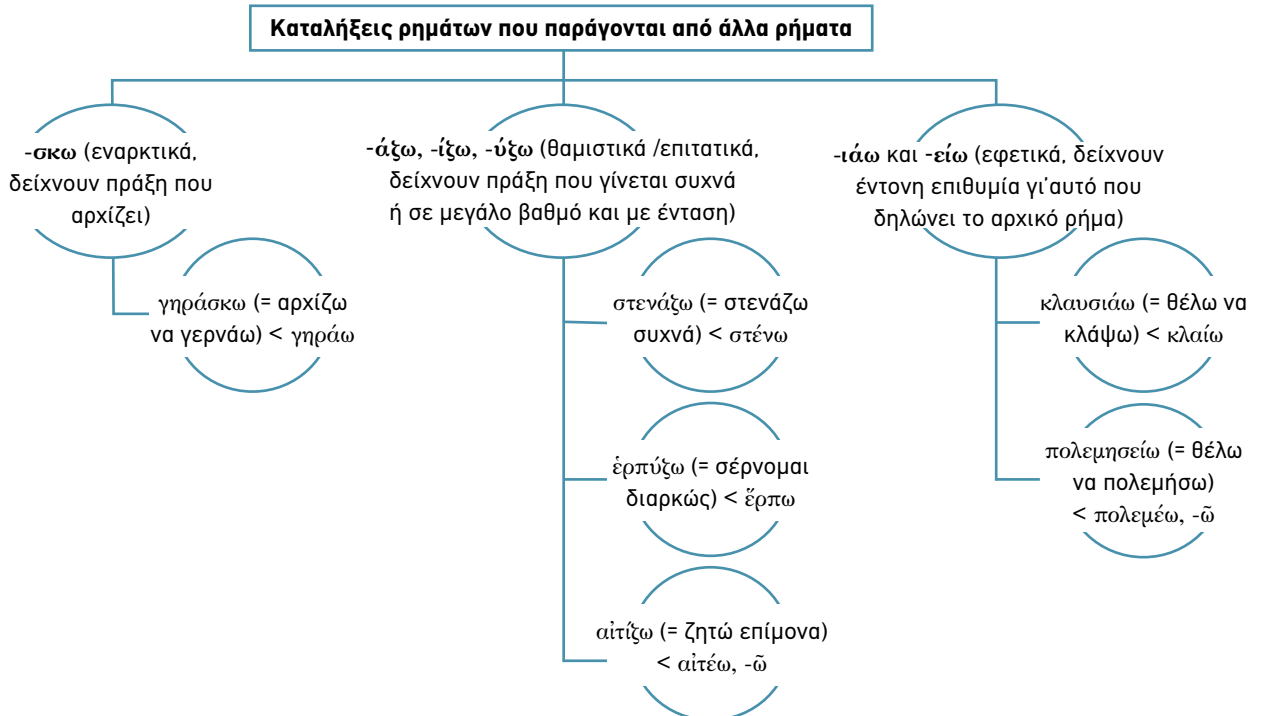 Καταλήξεις ρημάτων που παράγονται από άλλα ρήματα
-σκω (εναρκτικά,
δείχνουν πράξη που
αρχίζει)
γηράσκω (= αρχίζω
να γερνάω) < γηράω
-άζω, -ίζω, -ύζω (θαμιστικά /επιτατικά,
δείχνουν πράξη που γίνεται συχνά
ή σε μεγάλο βαθμό και με ένταση)
στενάζω (= στενάζω
συχνά) < στένω
ἑρπύζω (= σέρνομαι
διαρκώς) < ἕρπω
αἰτίζω (= ζητώ επίμονα)
< αἰτέω, -ῶ
-ιάω και -είω (εφετικά, δείχνουν
έντονη επιθυμία γι'αυτό που
δηλώνει το αρχικό ρήμα)
κλαυσιάω (= θέλω να
κλάψω) < κλαίω
πολεμησείω (= θέλω
να πολεμήσω)
< πολεμέω, -ῶ